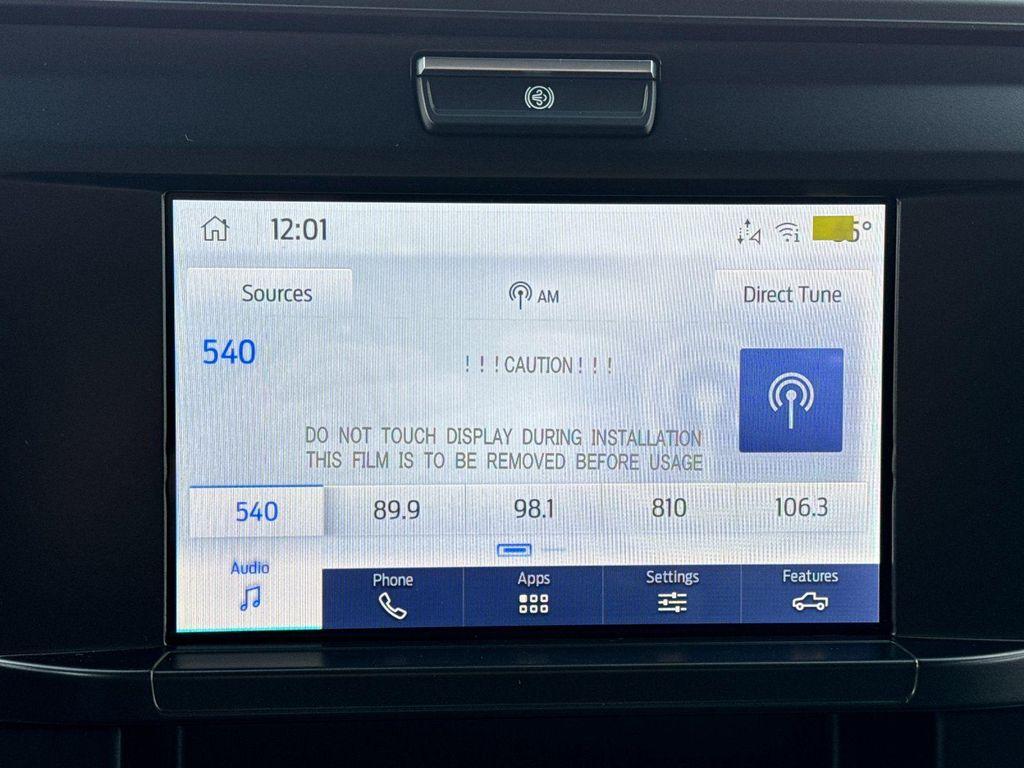 12:01
5°
Sources
AM
Direct Tune
540
! ! ! CAUTION ! ! !
DO NOT TOUCH DISPLAY DURING INSTALLATION
THIS FILM IS TO BE REMOVED BEFORE USAGE
540
89.9
98.1
810
106.3
Audio
Phone
Apps
Settings
Features